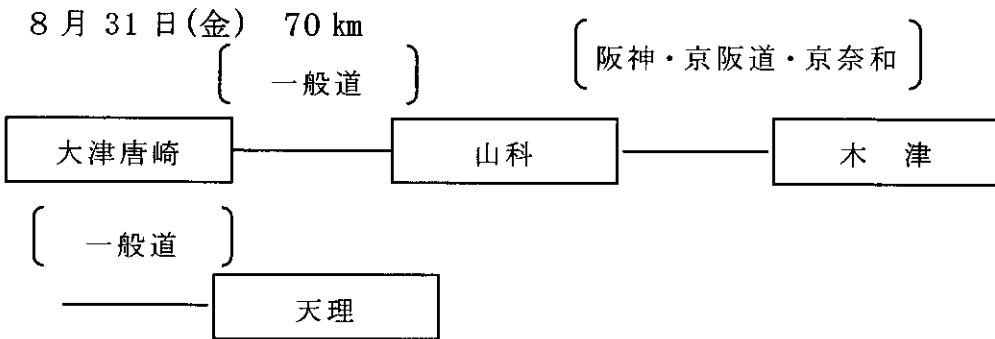 8月31日(金) 70km
(一般道) (阪神・京阪道・京奈和)
大津唐崎 山科 木津
(一般道)
天理